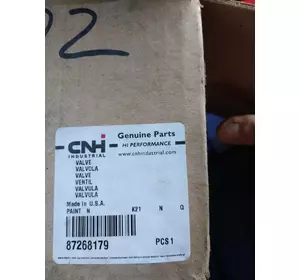 02
CNH
INDUSTRIAL
Genuine Parts
HI PERFORMANCE
www.cnhindustrial.com
VALVE
VALVOLA
VALVE
VENTIL
VALVULA
VALVULA
Made in U.S.A.
PAINT N K21 N Q
87268179 PCS 1